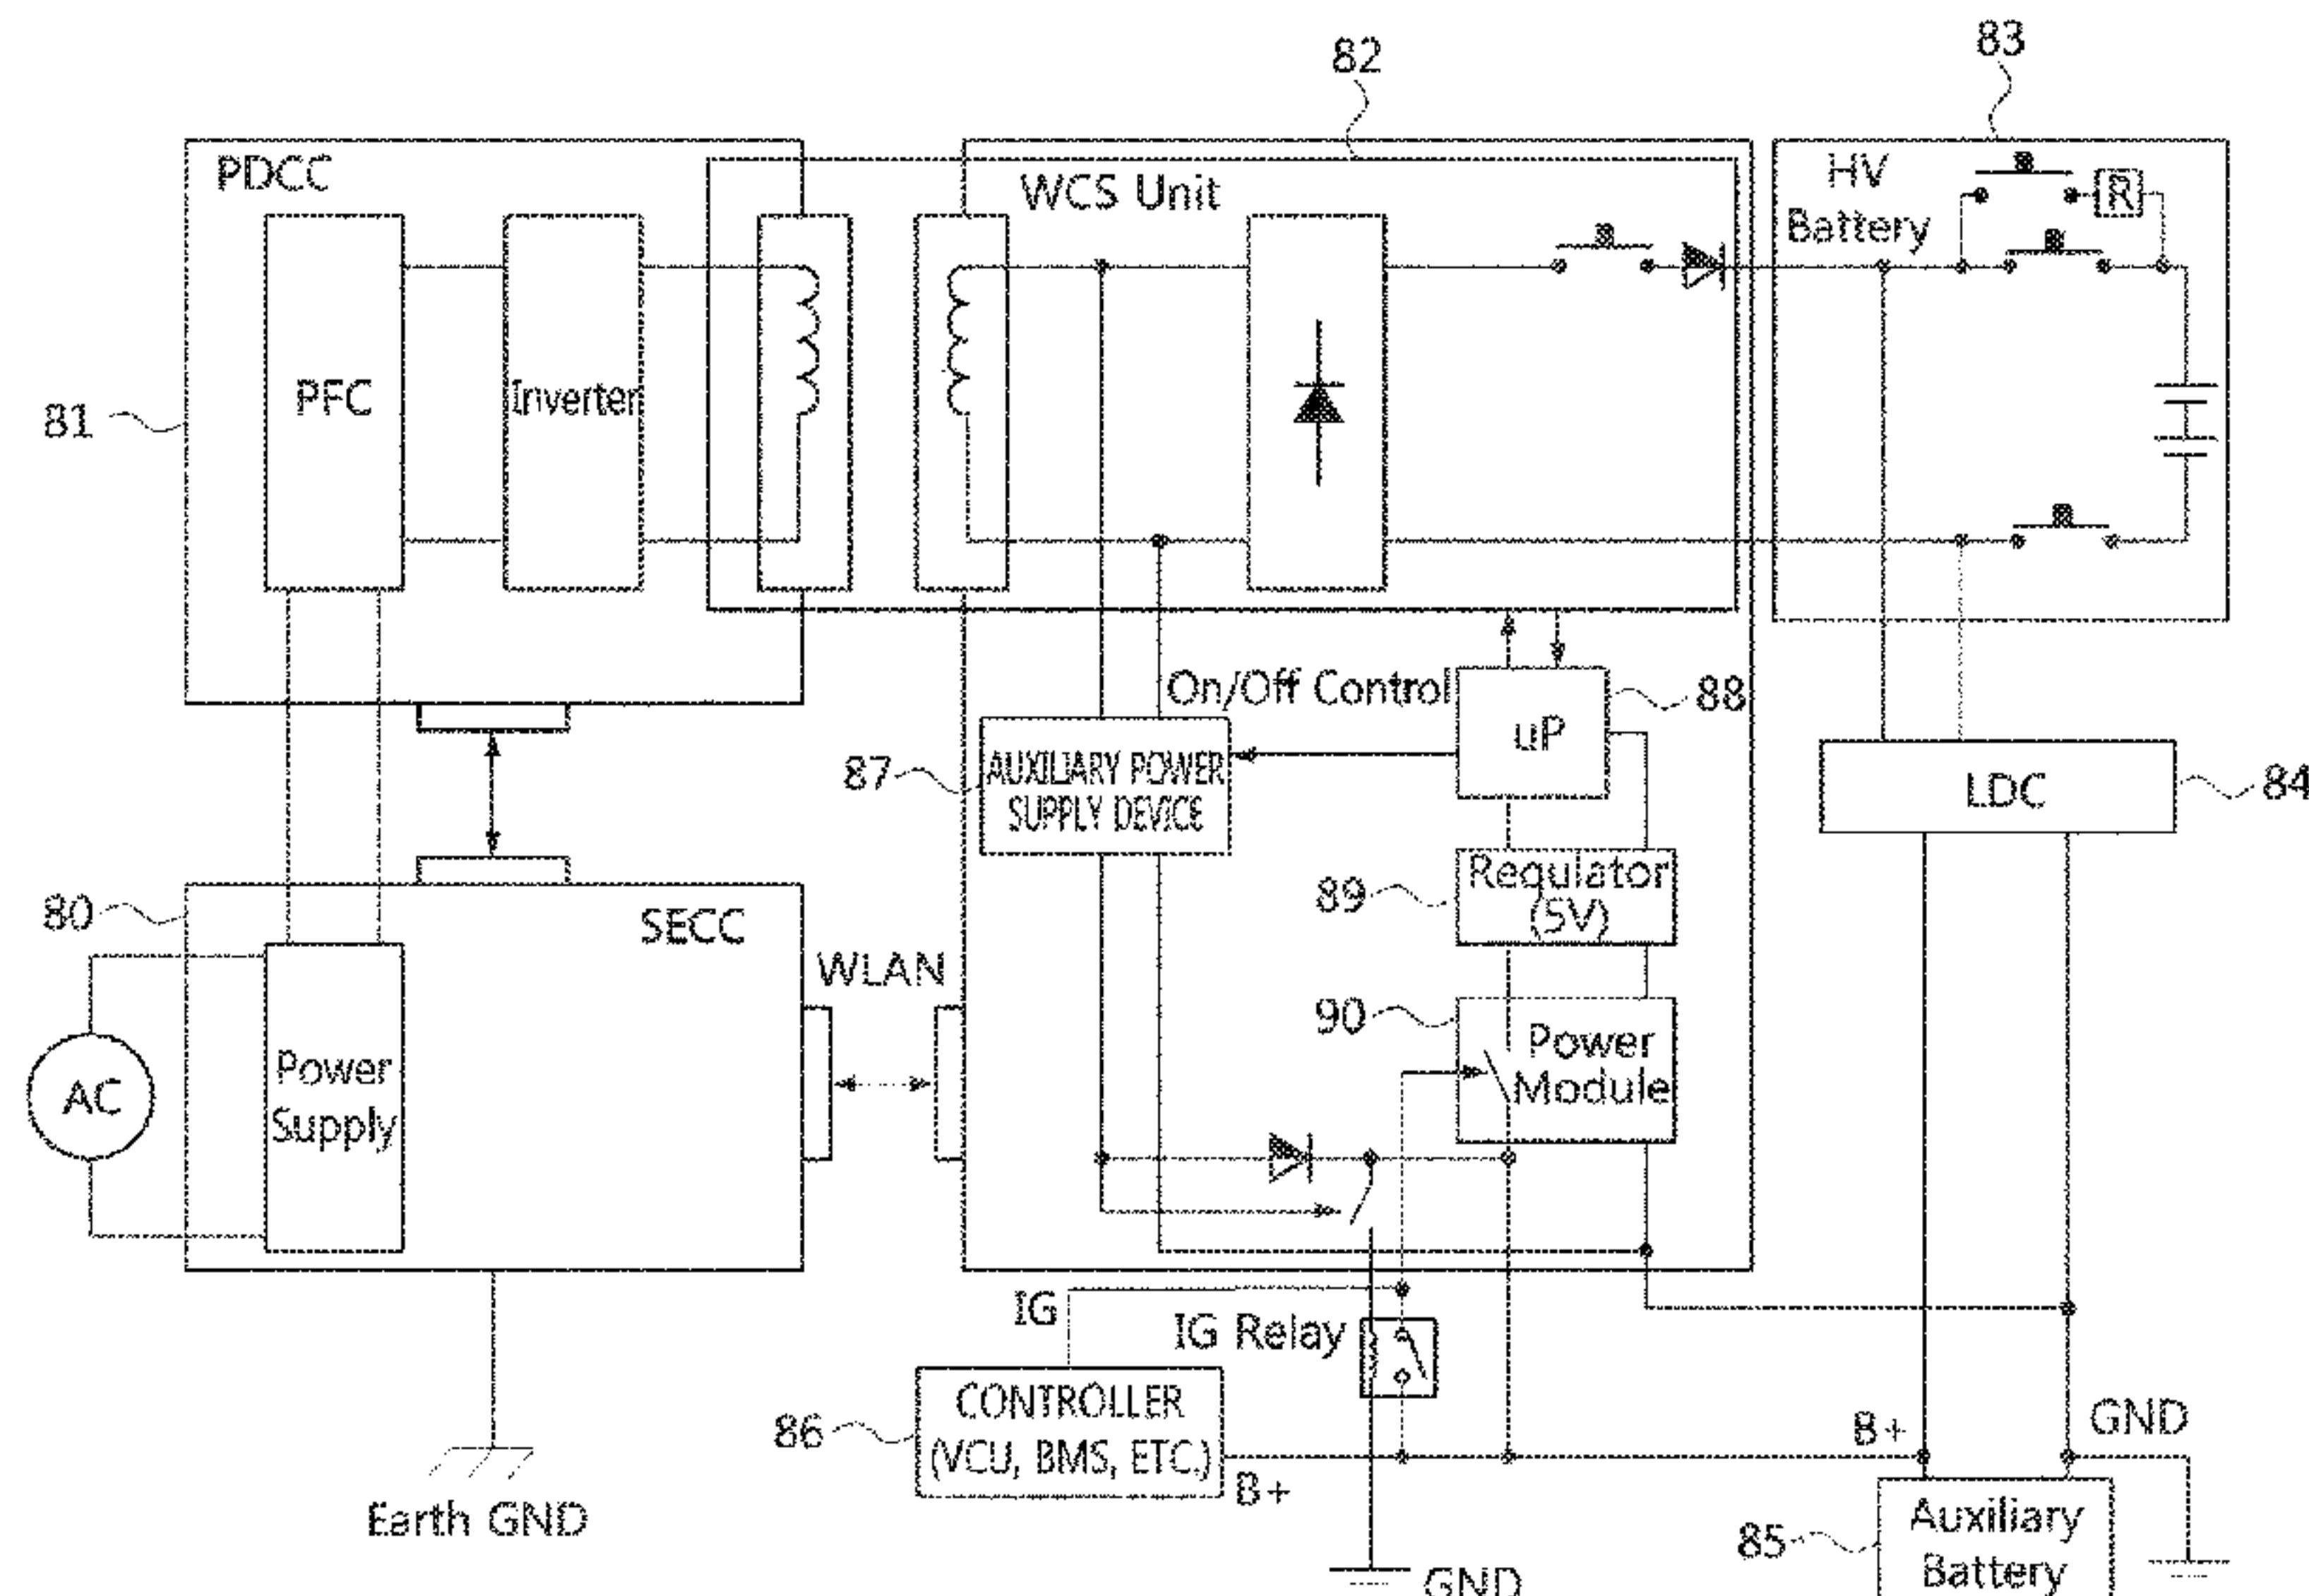 82
83
PDCC
WCS Unit
HV
Battery
R
PFC
Inverter
81
On/Off Control
uP
88
87
AUXILIARY POWER
SUPPLY DEVICE
LDC
84
Regulator
(5V)
89
80
SECC
WLAN
90
Power
Module
AC
Power
Supply
IG
IG Relay
CONTROLLER
(VCU, BMS, ETC.)
86
B+
B+
GND
Earth GND
85
Auxiliary
Battery
GND